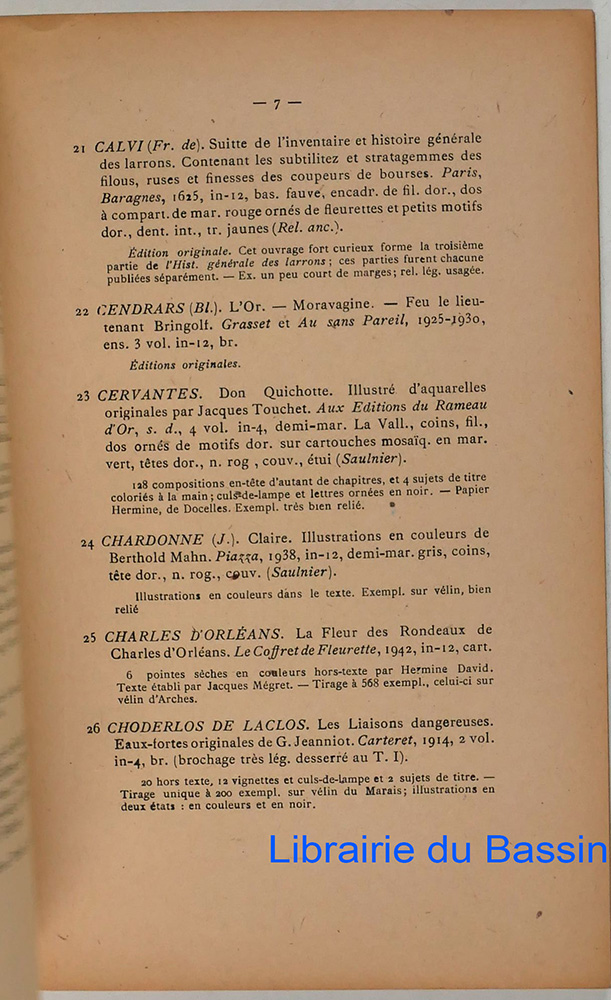 — 7 —
21 CALVI (Fr. de). Suitte de l'inventaire et histoire générale
des larrons. Contenant les subtilitez et stratagemmes des
filous, ruses et finesses des coupeurs de bourses. Paris,
Baragnes, 1625, in-12, bas. fauve, encadr. de fil. dor., dos
à compart. de mar. rouge ornés de fleurettes et petits motifs
dor., dent. int., tr. jaunes (Rel. anc.).
Édition originale. Cet ouvrage fort curieux forme la troisième
partie de l'Hist. générale des larrons ; ces parties furent chacune
publiées séparément. — Ex. un peu court de marges ; rel. lég. usagée.
22 CENDRARS (Bl.). L'Or. — Moravagine. — Feu le lieu-
tenant Bringolf. Grasset et Au sans Pareil, 1925-1930,
ens. 3 vol. in-12, br.
Éditions originales.
23 CERVANTES. Don Quichotte. Illustré d'aquarelles
originales par Jacques Touchet. Aux Editions du Rameau
d'Or, s. d., 4 vol. in-4, demi-mar. La Vall., coins, fil.,
dos ornés de motifs dor. sur cartouches mosaïq. en mar.
vert, têtes dor., n. rog , couv., étui (Saulnier).
128 compositions en-tête d'autant de chapitres, et 4 sujets de titre
coloriés à la main ; culs-de-lampe et lettres ornées en noir. — Papier
Hermine, de Docelles. Exempl. très bien relié.
24 CHARDONNE (J.). Claire. Illustrations en couleurs de
Berthold Mahn. Piazza, 1938, in-12, demi-mar. gris, coins,
tête dor., n. rog., couv. (Saulnier).
Illustrations en couleurs dans le texte. Exempl. sur vélin, bien
relié
25 CHARLES D'ORLÉANS. La Fleur des Rondeaux de
Charles d'Orléans. Le Coffret de Fleurette, 1942, in-12, cart.
6 pointes sèches en couleurs hors-texte par Hermine David.
Texte établi par Jacques Mégret. — Tirage à 568 exempl., celui-ci sur
vélin d'Arches.
26 CHODERLOS DE LACLOS. Les Liaisons dangereuses.
Eaux-fortes originales de G. Jeanniot. Carteret, 1914, 2 vol.
in-4, br. (brochage très lég. desserré au T. I).
20 hors texte, 12 vignettes et culs-de-lampe et 2 sujets de titre. —
Tirage unique à 200 exempl. sur vélin du Marais ; illustrations en
deux états : en couleurs et en noir.
Librairie du Bassin